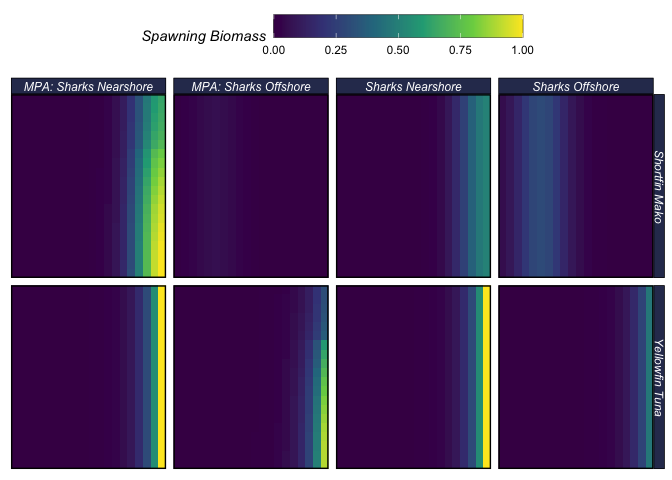 Spawning Biomass
0.00 0.25 0.50 0.75 1.00
MPA: Sharks Nearshore
MPA: Sharks Offshore
Sharks Nearshore
Sharks Offshore
Shortfin Mako
Yellowfin Tuna